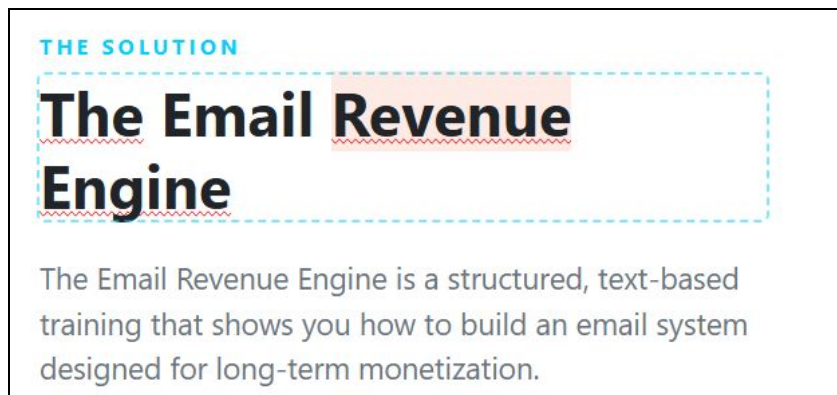 THE SOLUTION
The Email Revenue
Engine
The Email Revenue Engine is a structured, text-based
training that shows you how to build an email system
designed for long-term monetization.